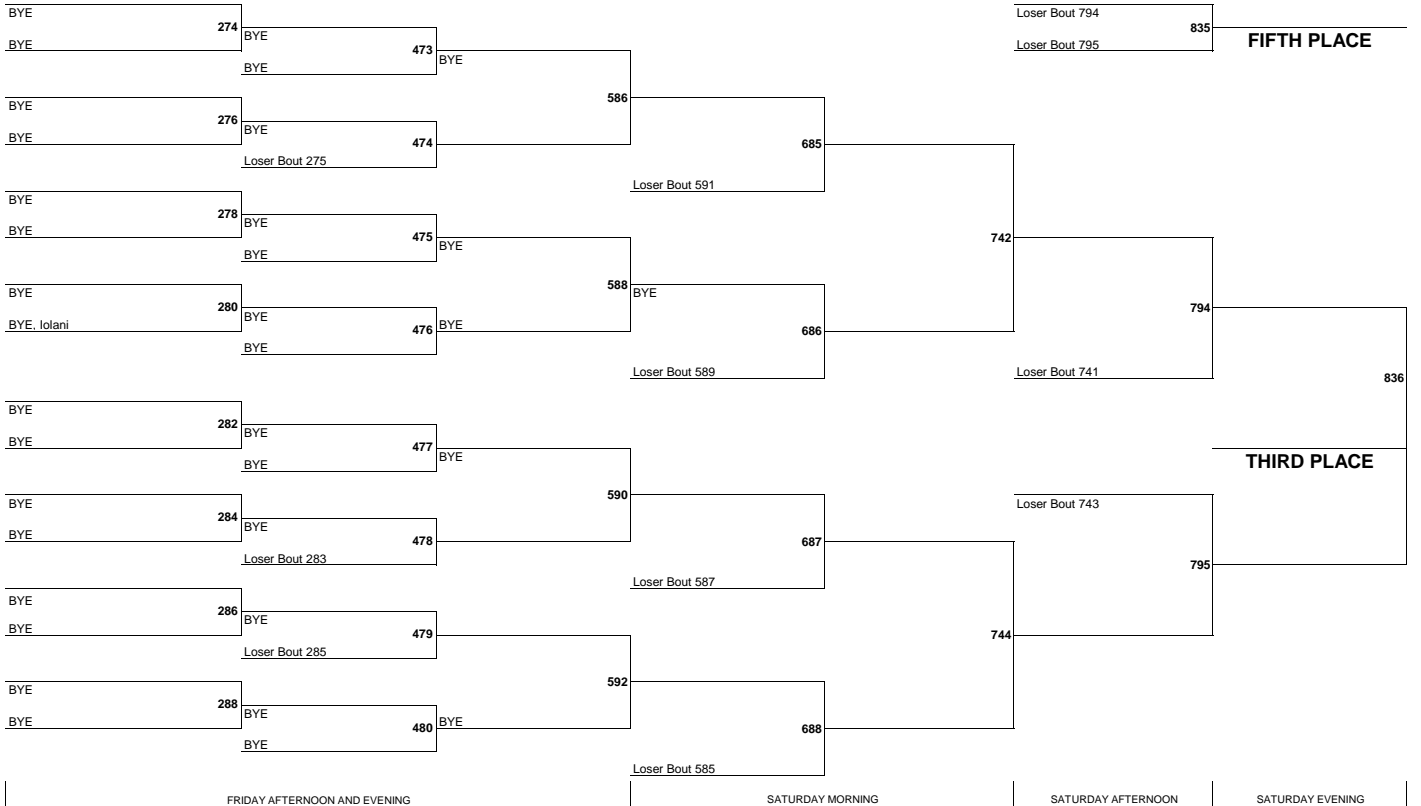 BYE
Loser Bout 794
274
BYE
835
BYE
Loser Bout 795
FIFTH PLACE
473
BYE
BYE
BYE
586
276
BYE
BYE
474
685
Loser Bout 275
Loser Bout 591
BYE
278
BYE
BYE
475
742
BYE
BYE
588
BYE
BYE
280
794
BYE
BYE, Iolani
476
BYE
686
BYE
Loser Bout 589
Loser Bout 741
836
BYE
282
BYE
BYE
477
BYE
BYE
THIRD PLACE
590
BYE
Loser Bout 743
284
BYE
BYE
478
687
Loser Bout 283
795
Loser Bout 587
BYE
286
BYE
BYE
479
744
Loser Bout 285
592
BYE
288
BYE
BYE
480
BYE
688
BYE
Loser Bout 585
FRIDAY AFTERNOON AND EVENING
SATURDAY MORNING
SATURDAY AFTERNOON
SATURDAY EVENING